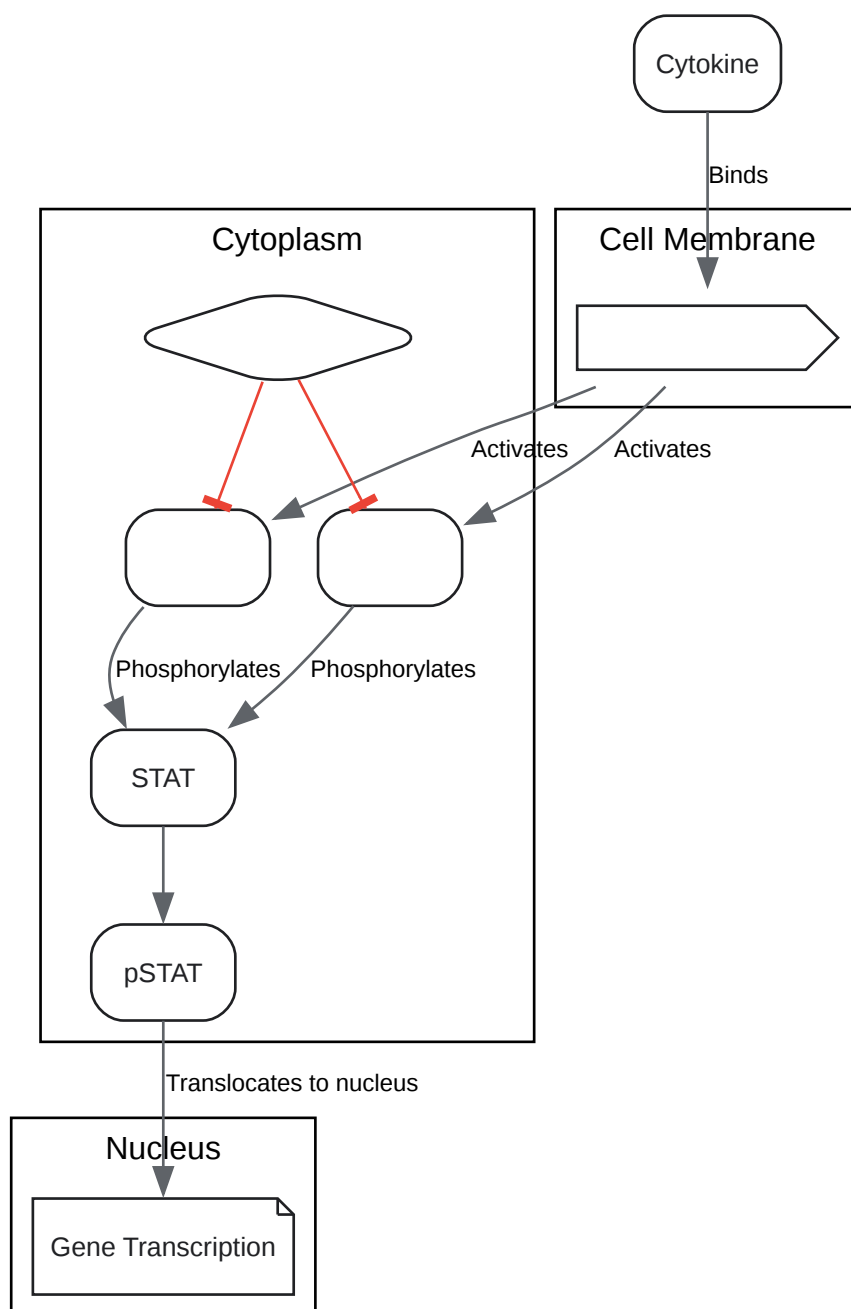 Cytokine
Binds
Cytoplasm
Cell Membrane
Activates
Activates
Phosphorylates
Phosphorylates
STAT
pSTAT
Translocates to nucleus
Nucleus
Gene Transcription